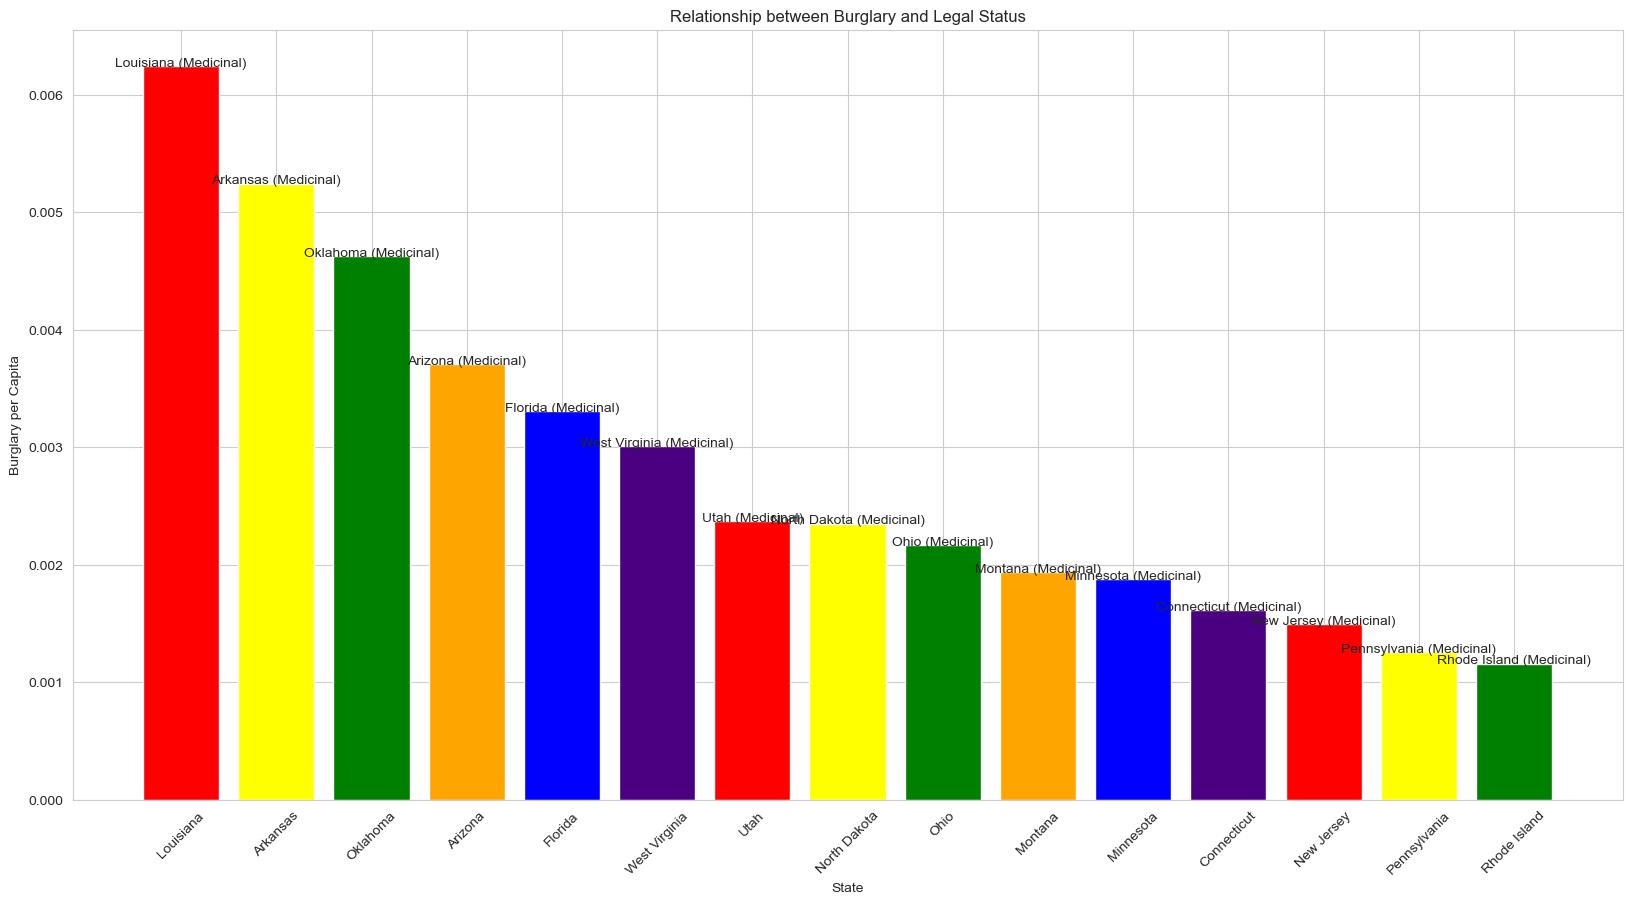 Relationship between Burglary and Legal Status
Burglary per Capita
0.006
0.005
0.004
0.003
0.002
0.001
0.000
Louisiana (Medicinal)
Arkansas (Medicinal)
Oklahoma (Medicinal)
Arizona (Medicinal)
Florida (Medicinal)
West Virginia (Medicinal)
Utah (Medicinal)
North Dakota (Medicinal)
Ohio (Medicinal)
Montana (Medicinal)
Minnesota (Medicinal)
Connecticut (Medicinal)
New Jersey (Medicinal)
Pennsylvania (Medicinal)
Rhode Island (Medicinal)
Louisiana
Arkansas
Oklahoma
Arizona
Florida
West Virginia
Utah
North Dakota
Ohio
Montana
Minnesota
Connecticut
New Jersey
Pennsylvania
Rhode Island
State